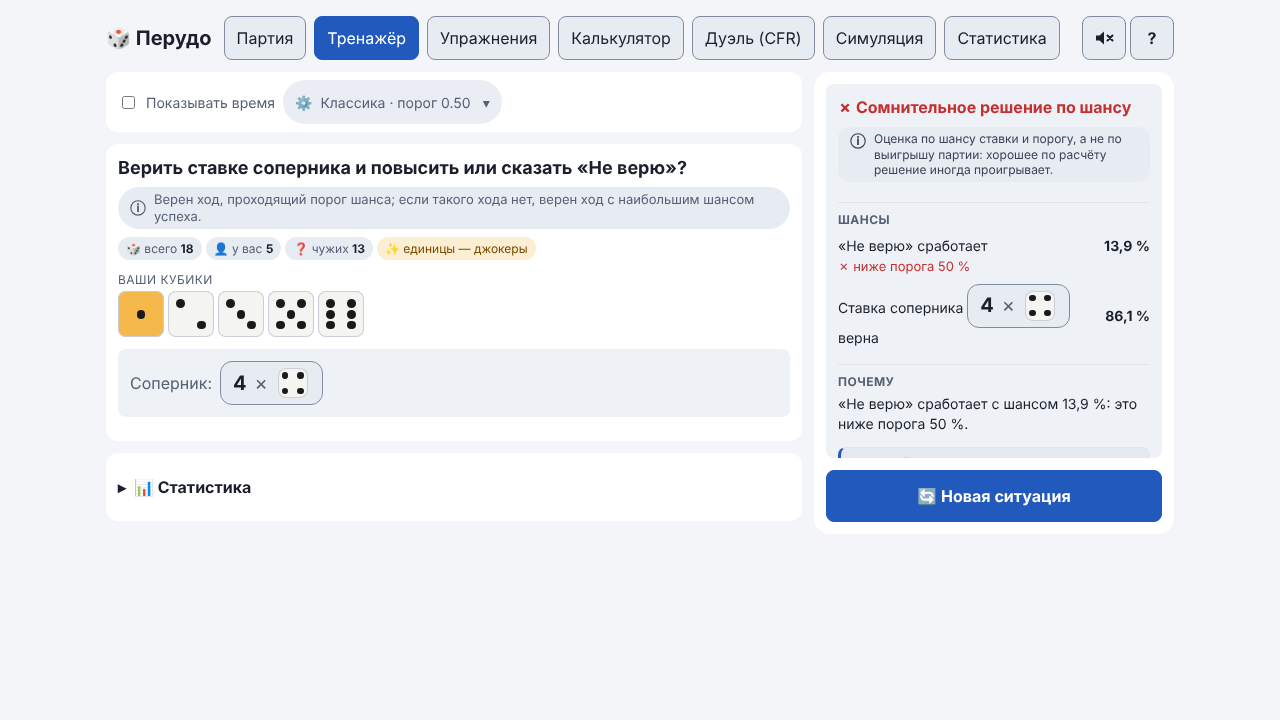 🎲 Перудо
Партия
Тренажёр
Упражнения
Калькулятор
Дуэль (CFR)
Симуляция
Статистика
?
Показывать время
⚙️ Классика · порог 0.50 ▾
Верить ставке соперника и повысить или сказать «Не верю»?
Верен ход, проходящий порог шанса; если такого хода нет, верен ход с наибольшим шансом
успеха.
🎲 всего 18
👤 у вас 5
❓ чужих 13
✨ единицы — джокеры
ВАШИ КУБИКИ
Соперник: 4 ×
▸ 📊 Статистика
× Сомнительное решение по шансу
Оценка по шансу ставки и порогу, а не по
выигрышу партии: хорошее по расчёту
решение иногда проигрывает.
ШАНСЫ
«Не верю» сработает 13,9 %
× ниже порога 50 %
Ставка соперника 4 × 86,1 %
верна
ПОЧЕМУ
«Не верю» сработает с шансом 13,9 %: это
ниже порога 50 %.
🔄 Новая ситуация